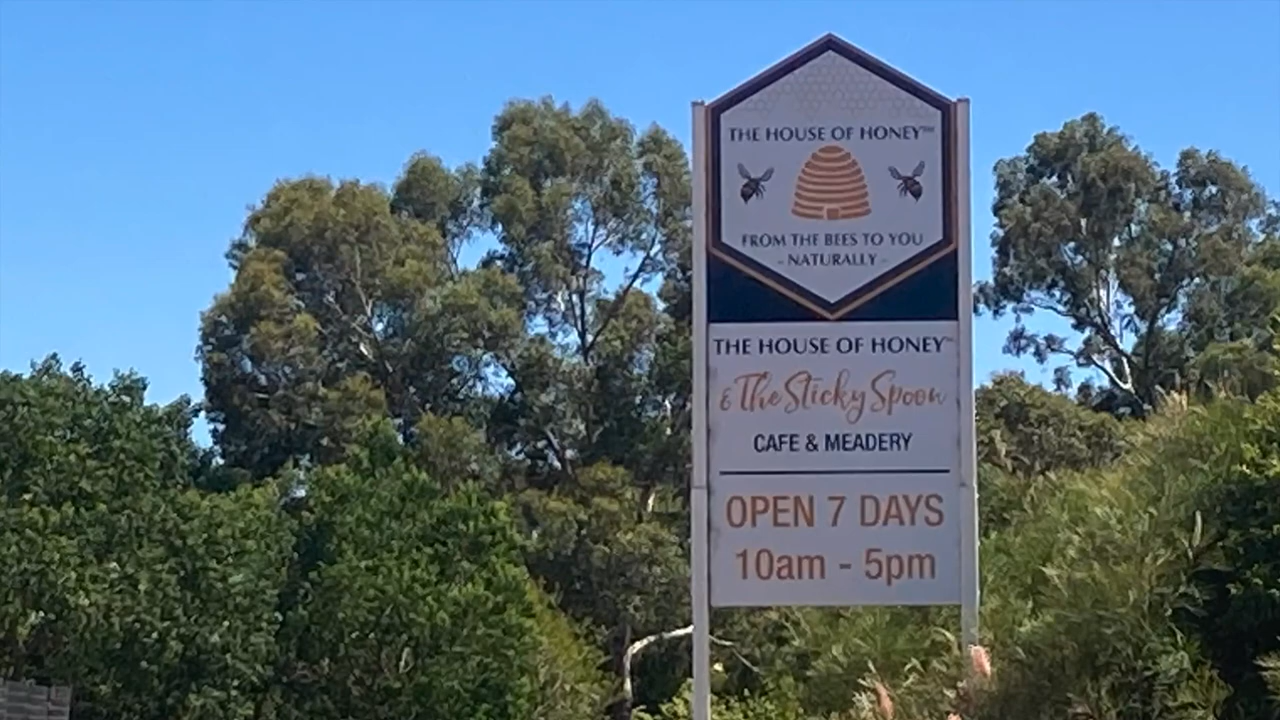 THE HOUSE OF HONEY™
FROM THE BEES TO YOU
- NATURALLY -
THE HOUSE OF HONEY™
& The Sticky Spoon
CAFE & MEADERY
OPEN 7 DAYS
10am - 5pm